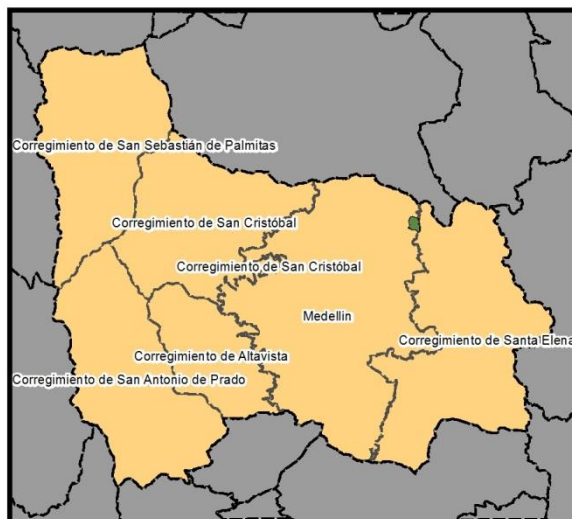 Corregimiento de San Sebastián de Palmitas
Corregimiento de San Cristóbal
Corregimiento de San Cristóbal
Medellin
Corregimiento de Santa Elena
Corregimiento de Altavista
Corregimiento de San Antonio de Prado